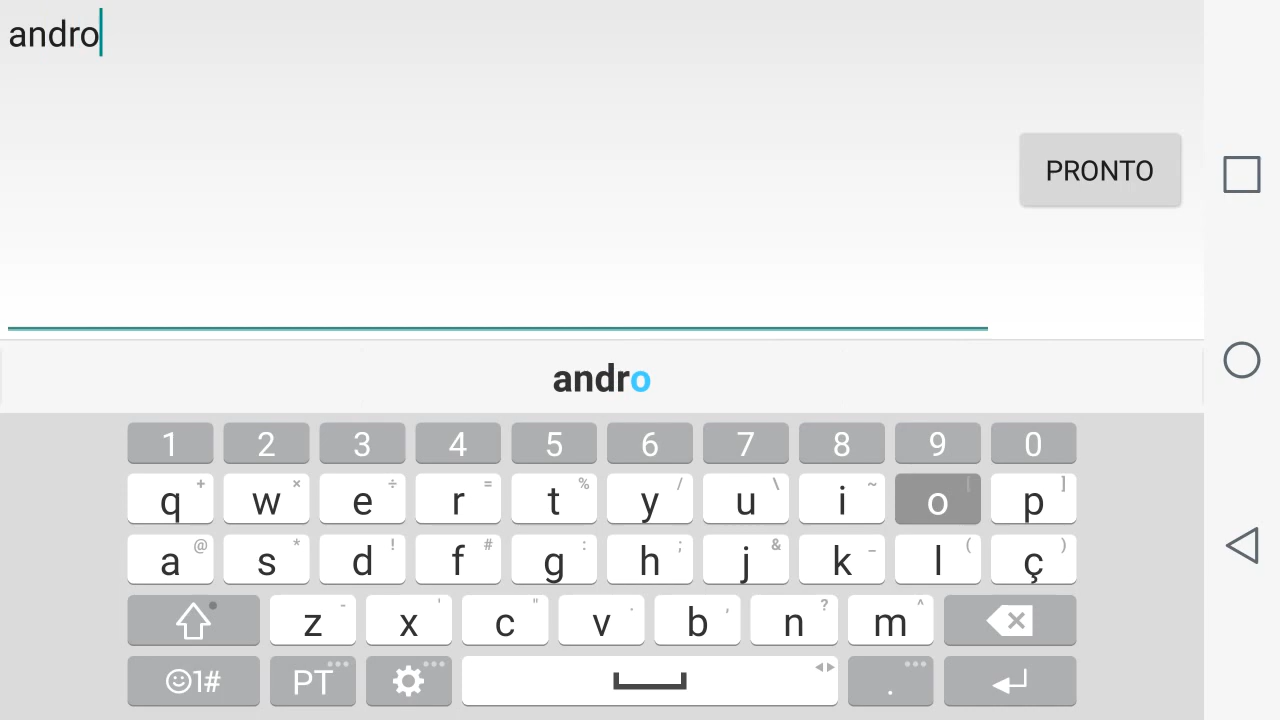 andro
PRONTO
andro
1 2 3 4 5 6 7 8 9 0
q + w × e ÷ r = t % y / u \ i ~ o [ p ]
a @ s * d ! f # g : h ; j & k _ l ( ç )
z - x ' c " v . b , n ? m ^
1# PT .